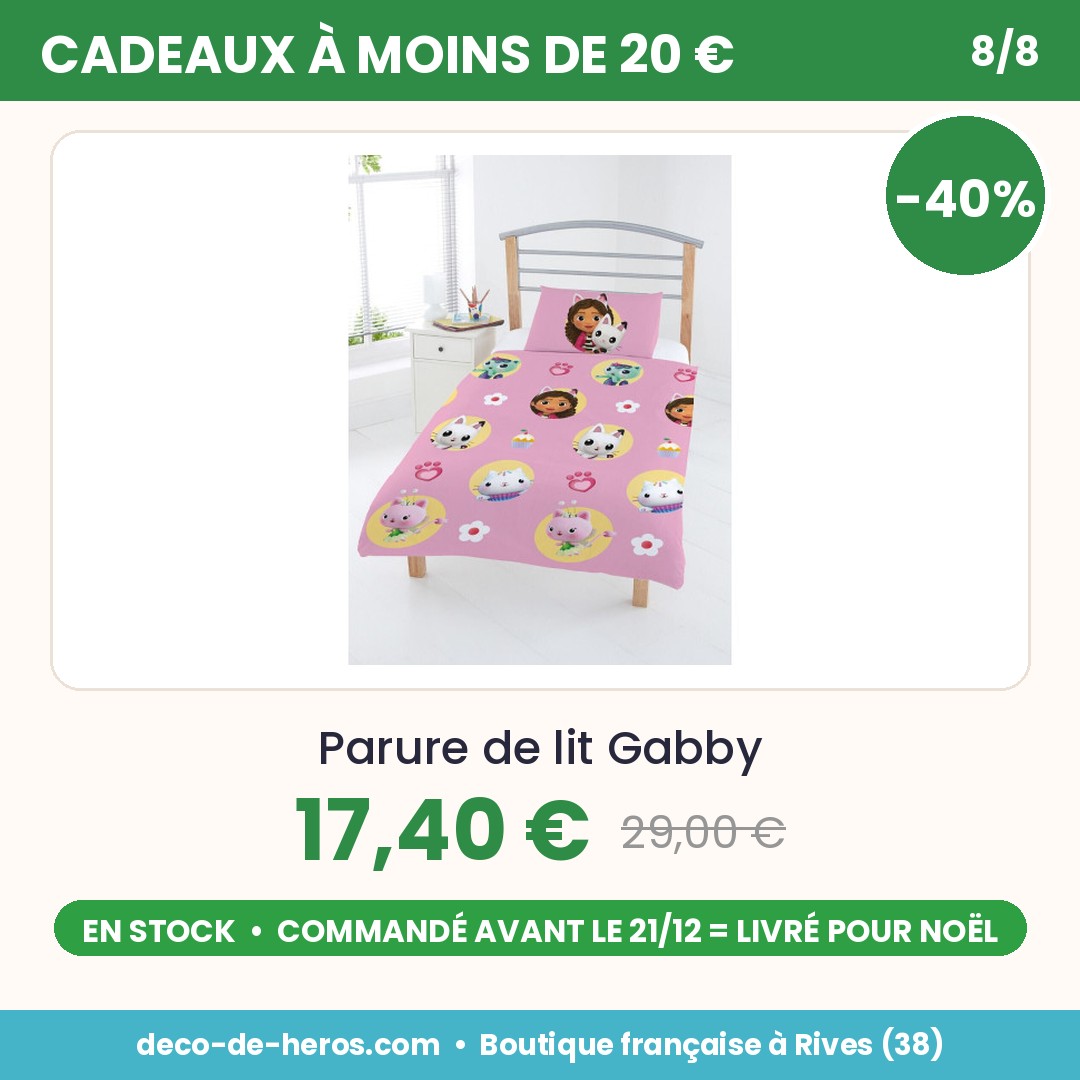 CADEAUX À MOINS DE 20 €
8/8
-40%
Parure de lit Gabby
17,40 € 29,00 €
EN STOCK • COMMANDÉ AVANT LE 21/12 = LIVRÉ POUR NOËL
deco-de-heros.com • Boutique française à Rives (38)